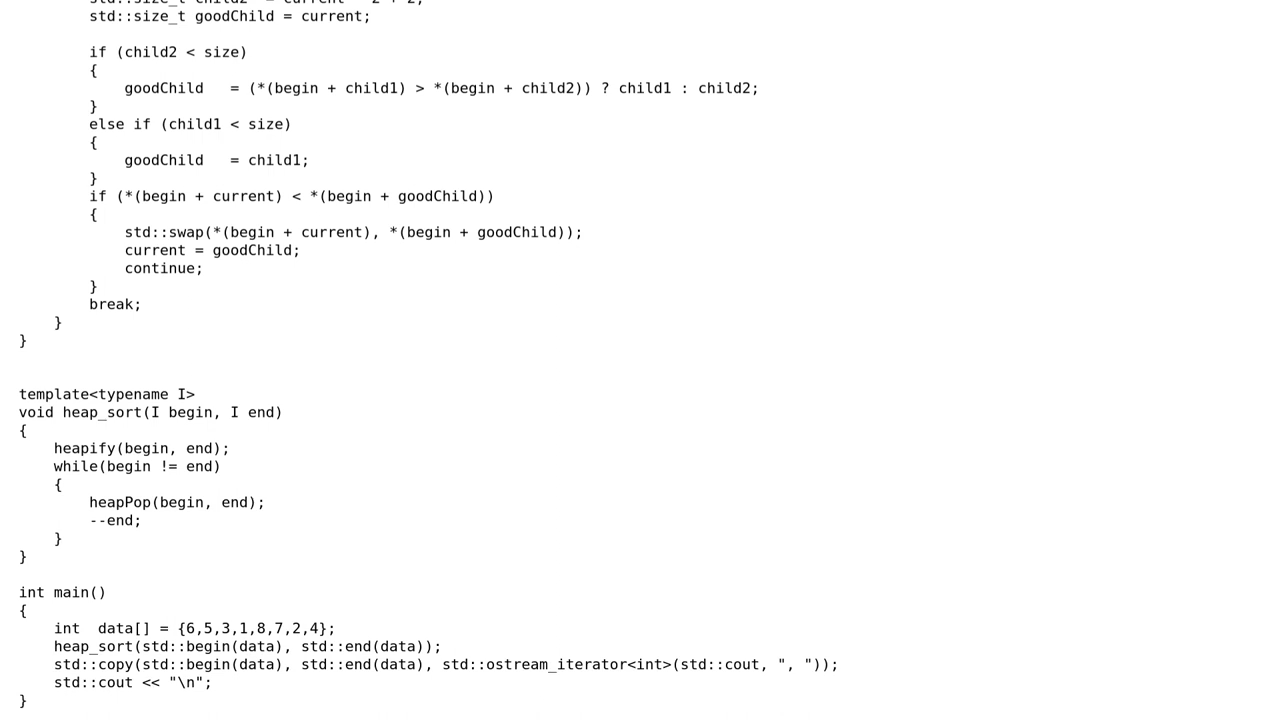 std::size_t goodChild = current;
if (child2 < size)
{
goodChild   = (*(begin + child1) > *(begin + child2)) ? child1 : child2;
}
else if (child1 < size)
{
goodChild   = child1;
}
if (*(begin + current) < *(begin + goodChild))
{
std::swap(*(begin + current), *(begin + goodChild));
current = goodChild;
continue;
}
break;
}
}
template<typename I>
void heap_sort(I begin, I end)
{
heapify(begin, end);
while(begin != end)
{
heapPop(begin, end);
--end;
}
}
int main()
{
int  data[] = {6,5,3,1,8,7,2,4};
heap_sort(std::begin(data), std::end(data));
std::copy(std::begin(data), std::end(data), std::ostream_iterator<int>(std::cout, ", "));
std::cout << "\n";
}